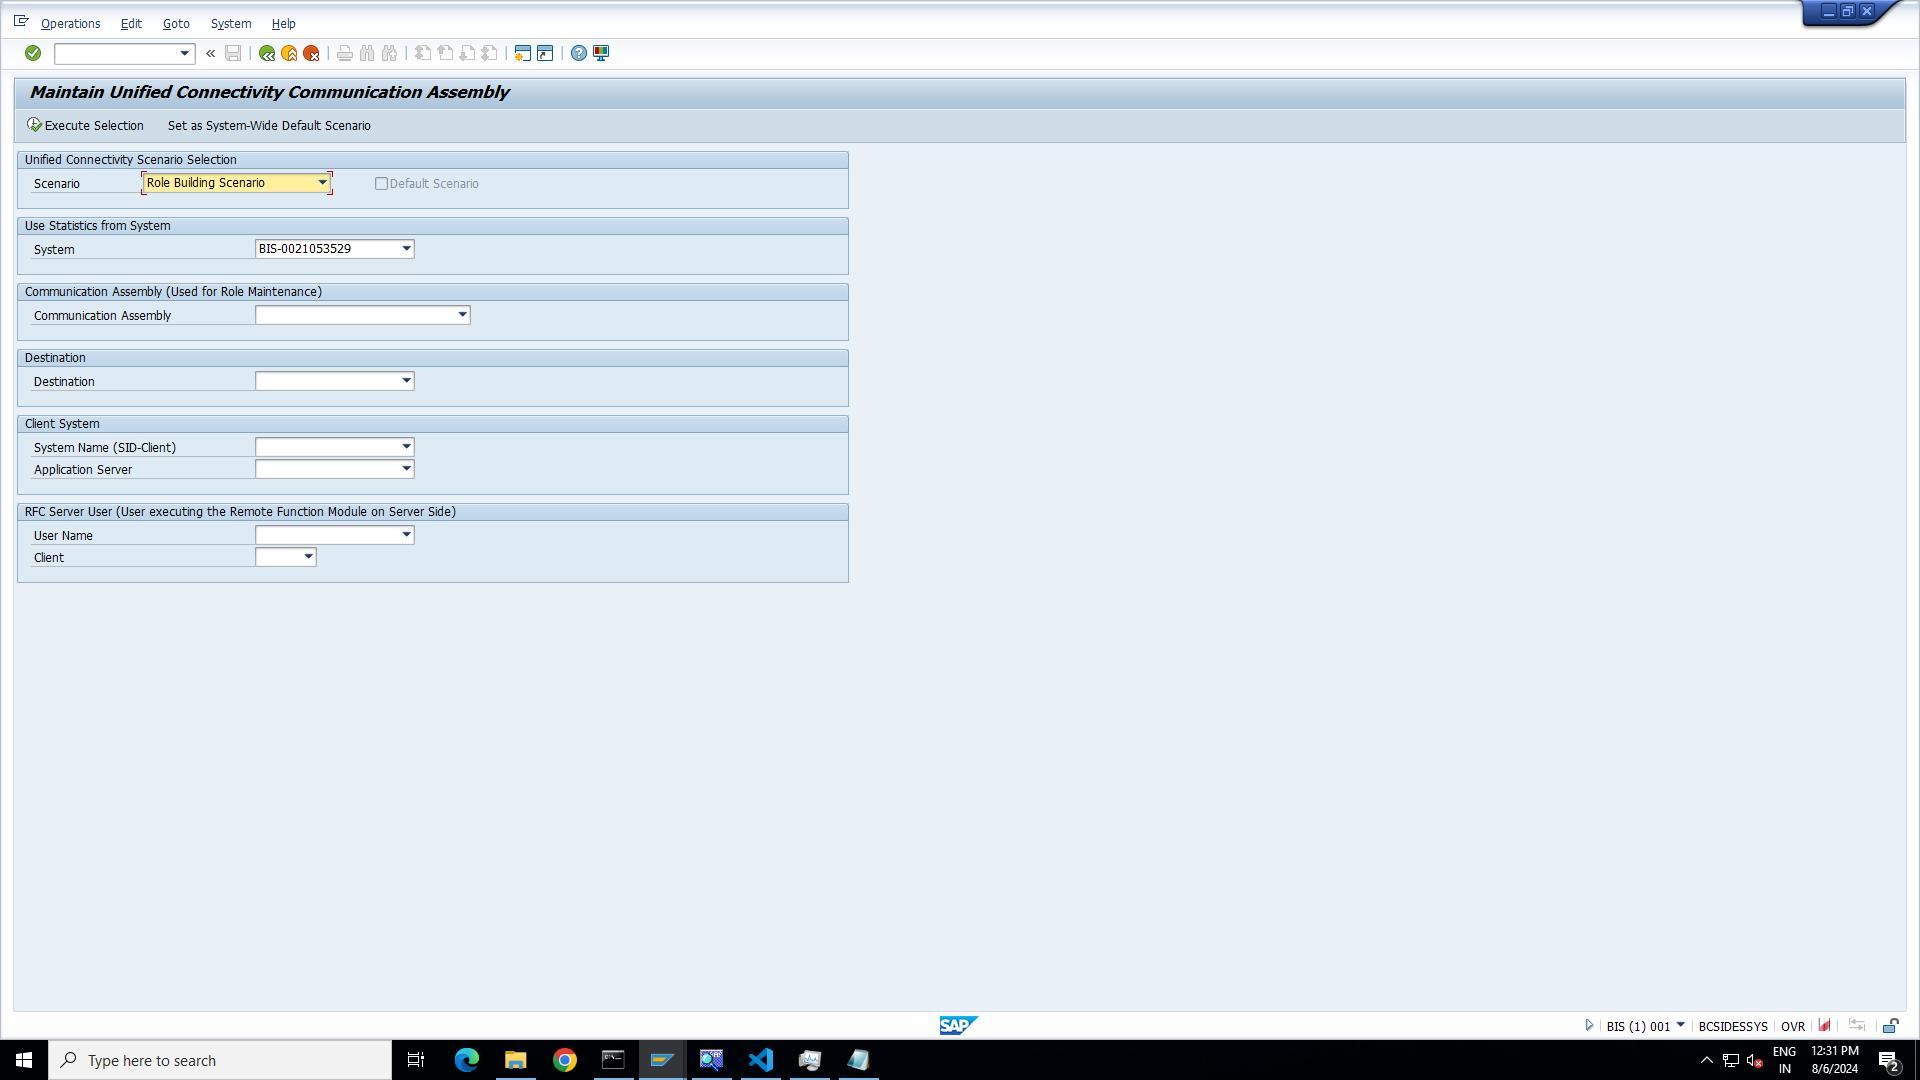 Operations Edit Goto System Help
Maintain Unified Connectivity Communication Assembly
Execute Selection Set as System-Wide Default Scenario
Unified Connectivity Scenario Selection
Scenario Role Building Scenario Default Scenario
Use Statistics from System
System BIS-0021053529
Communication Assembly (Used for Role Maintenance)
Communication Assembly
Destination
Destination
Client System
System Name (SID-Client)
Application Server
RFC Server User (User executing the Remote Function Module on Server Side)
User Name
Client
SAP BIS (1) 001 BCSIDESSYS OVR
Type here to search
ENG
IN
12:31 PM
8/6/2024
2